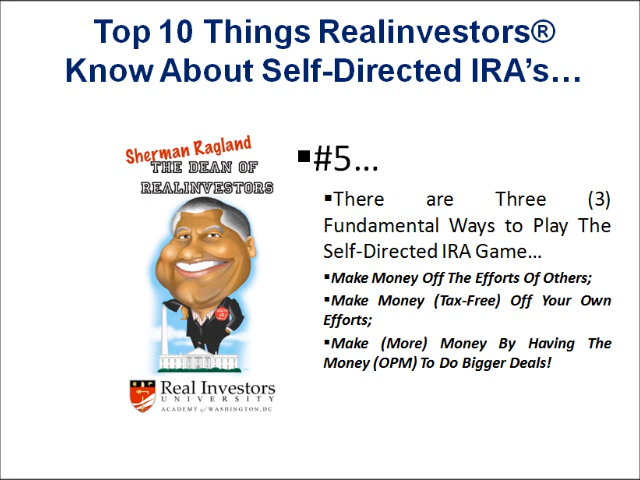 Top 10 Things Realinvestors®
Know About Self-Directed IRA's...
Sherman Ragland
THE DEAN OF
REALINVESTORS
Real Investors
UNIVERSITY
ACADEMY of WASHINGTON, DC
▪#5...
▪There are Three (3)
Fundamental Ways to Play The
Self-Directed IRA Game...
▪Make Money Off The Efforts Of Others;
▪Make Money (Tax-Free) Off Your Own
Efforts;
▪Make (More) Money By Having The
Money (OPM) To Do Bigger Deals!